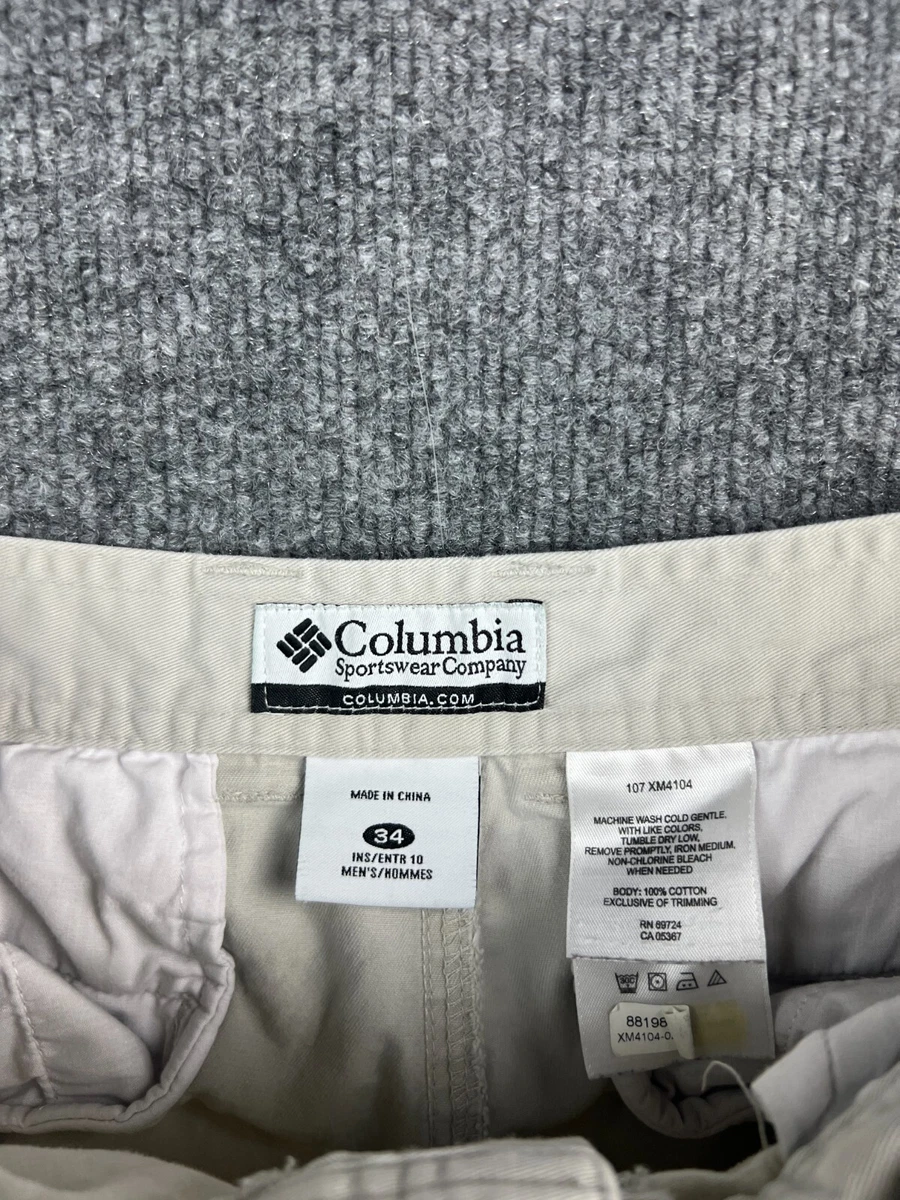 Columbia
Sportswear Company
COLUMBIA.COM
MADE IN CHINA
34
INS/ENTR 10
MEN'S/HOMMES
107 XM4104
MACHINE WASH COLD GENTLE,
WITH LIKE COLORS,
TUMBLE DRY LOW,
REMOVE PROMPTLY, IRON MEDIUM.
NON-CHLORINE BLEACH
WHEN NEEDED
BODY: 100% COTTON
EXCLUSIVE OF TRIMMING
RN 69724
CA 05367
30C
88198
XM4104-0.